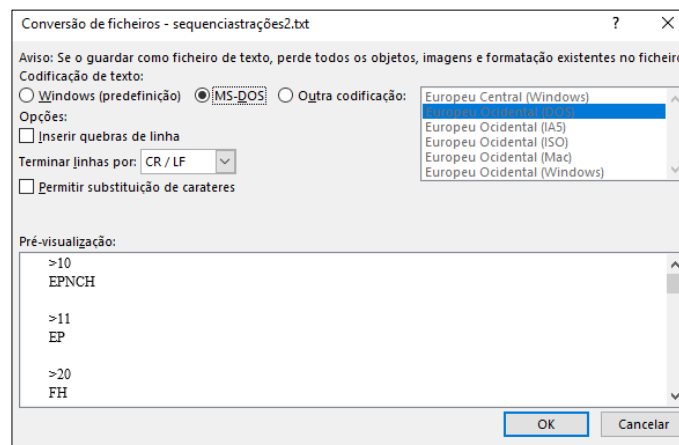 Conversão de ficheiros - sequenciastrações2.txt ? ×
Aviso: Se o guardar como ficheiro de texto, perde todos os objetos, imagens e formatação existentes no ficheiro
Codificação de texto:
Windows (predefinição) MS-DOS Outra codificação:
Europeu Central (Windows)
Europeu Ocidental (DOS)
Europeu Ocidental (IA5)
Europeu Ocidental (ISO)
Europeu Ocidental (Mac)
Europeu Ocidental (Windows)
Opções:
Inserir quebras de linha
Terminar linhas por: CR / LF
Permitir substituição de carateres
Pré-visualização:
>10
EPNCH
>11
EP
>20
FH
OK Cancelar